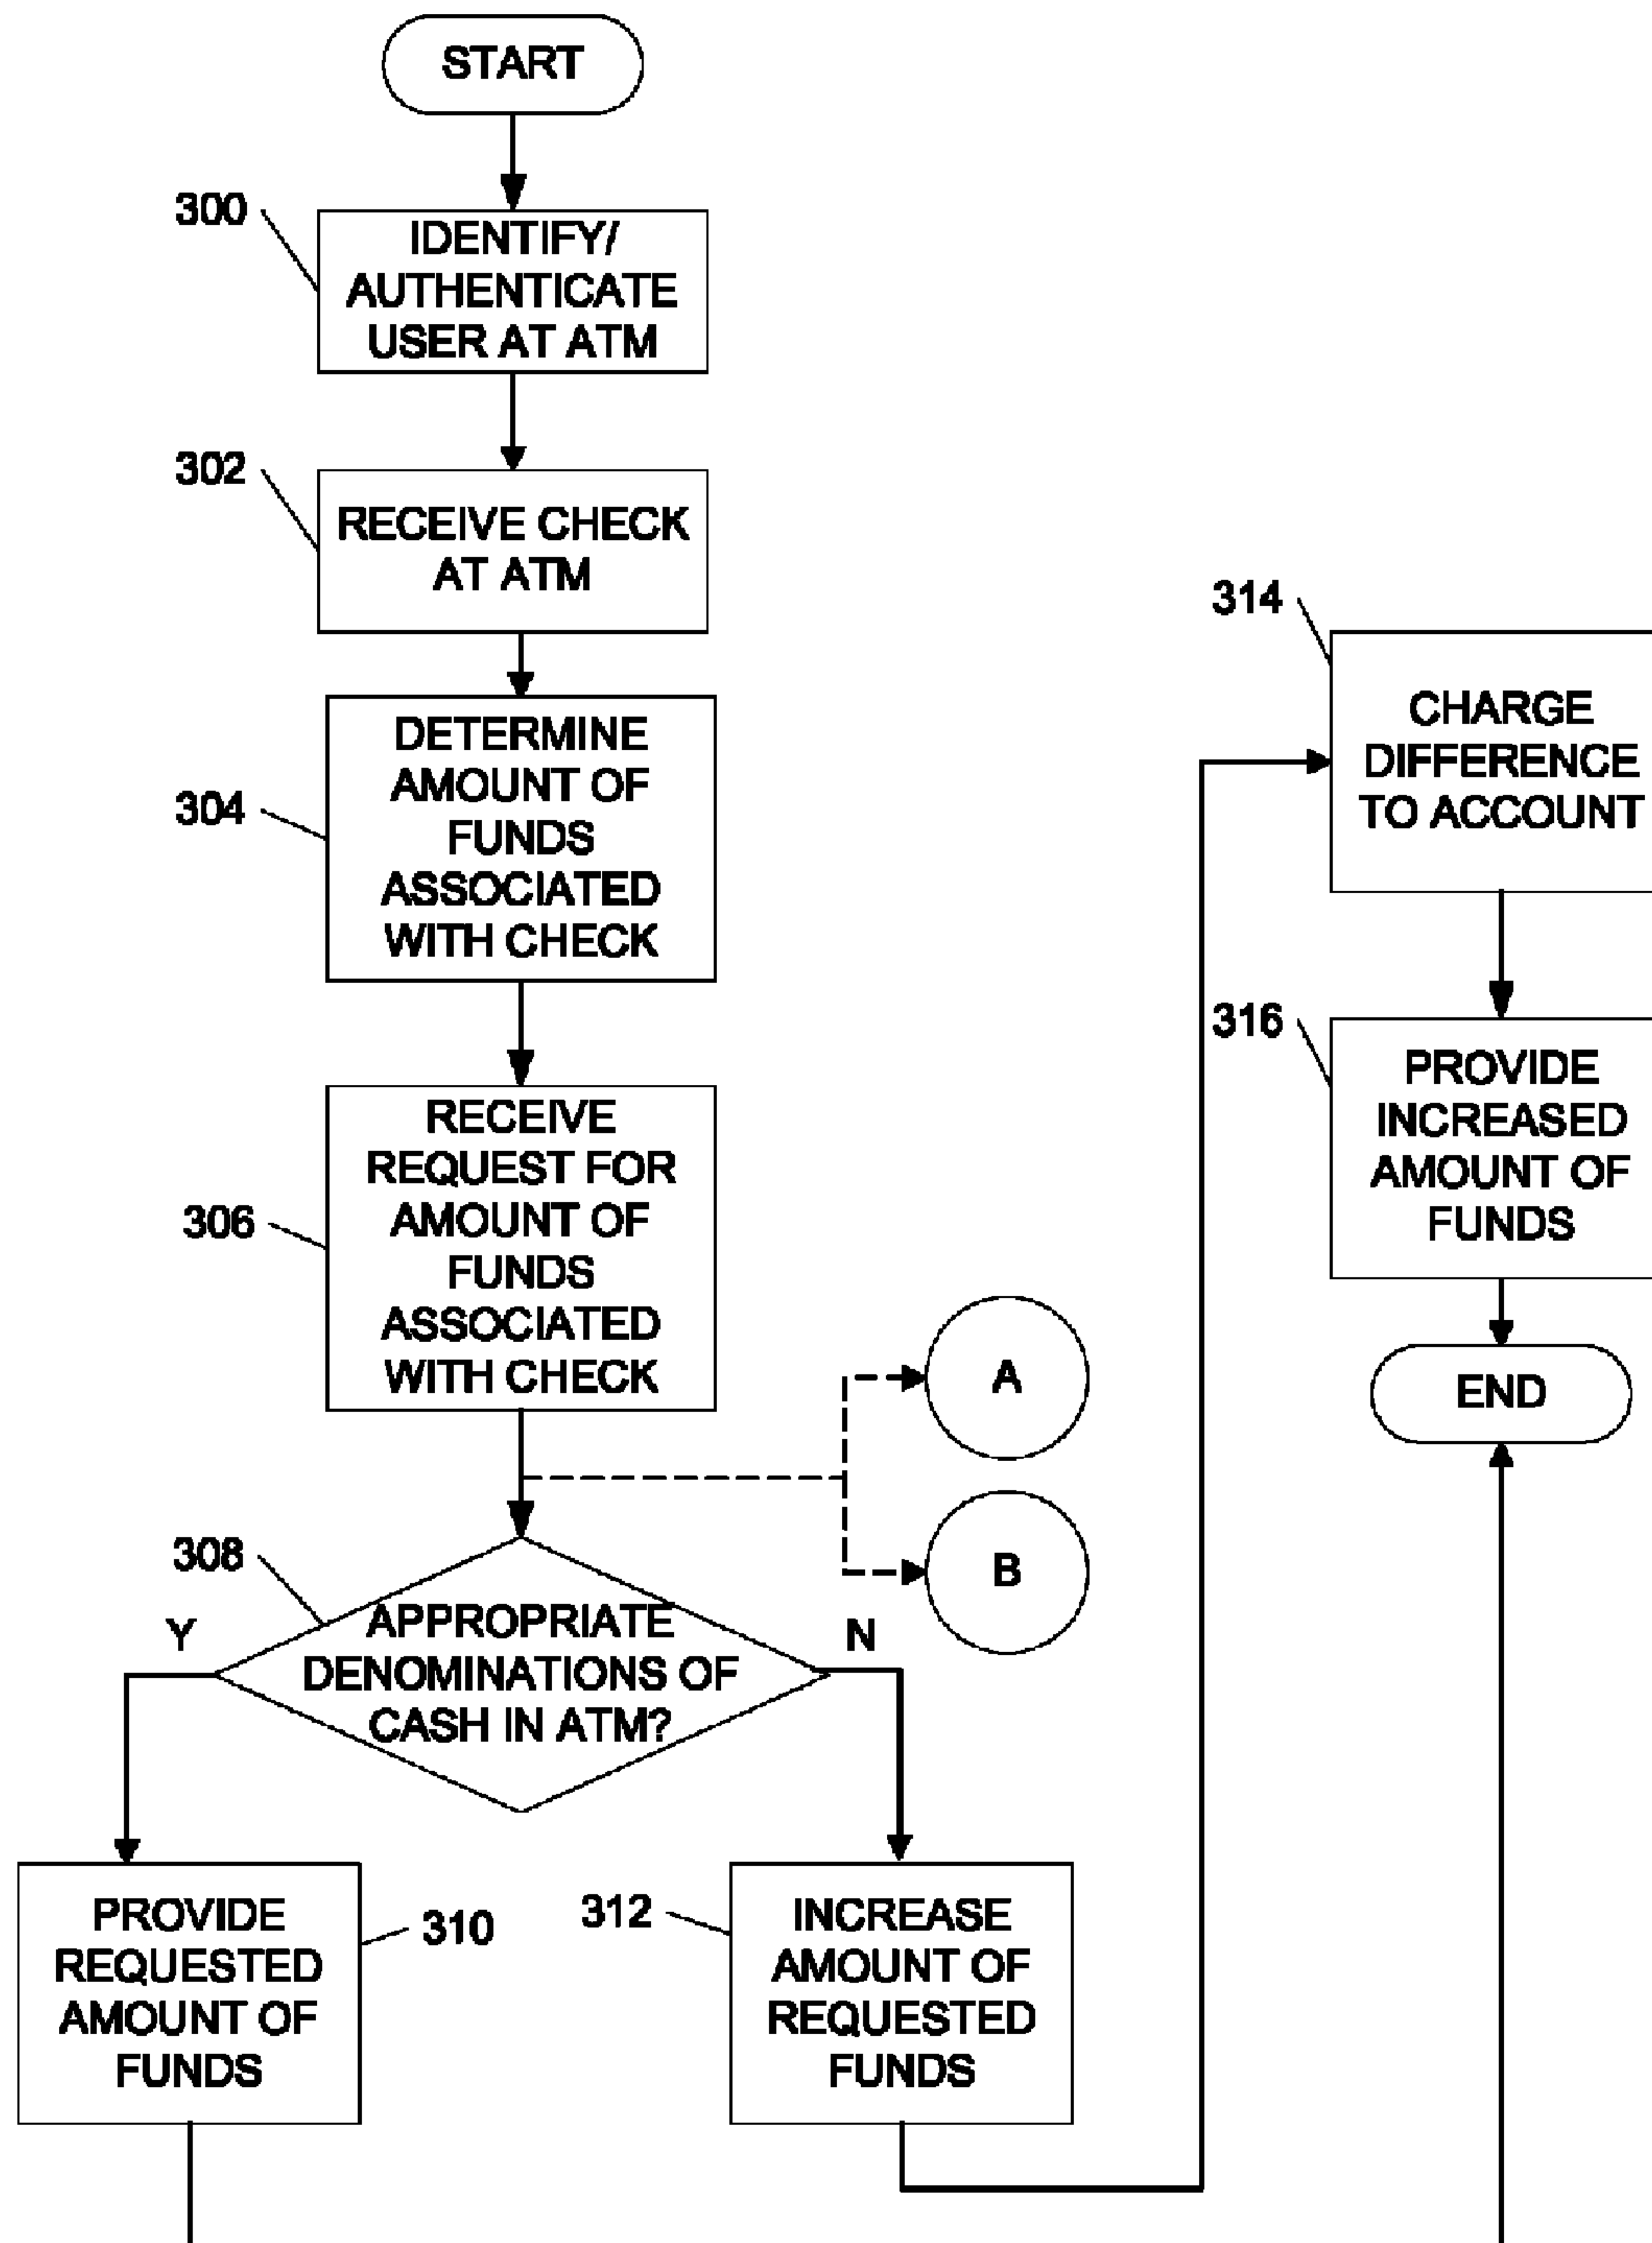 START
300
IDENTIFY/
AUTHENTICATE
USER AT ATM
302
RECEIVE CHECK
AT ATM
304
DETERMINE
AMOUNT OF
FUNDS
ASSOCIATED
WITH CHECK
306
RECEIVE
REQUEST FOR
AMOUNT OF
FUNDS
ASSOCIATED
WITH CHECK
A
B
308
Y
N
APPROPRIATE
DENOMINATIONS OF
CASH IN ATM?
PROVIDE
REQUESTED
AMOUNT OF
FUNDS
310
312
INCREASE
AMOUNT OF
REQUESTED
FUNDS
314
CHARGE
DIFFERENCE
TO ACCOUNT
316
PROVIDE
INCREASED
AMOUNT OF
FUNDS
END